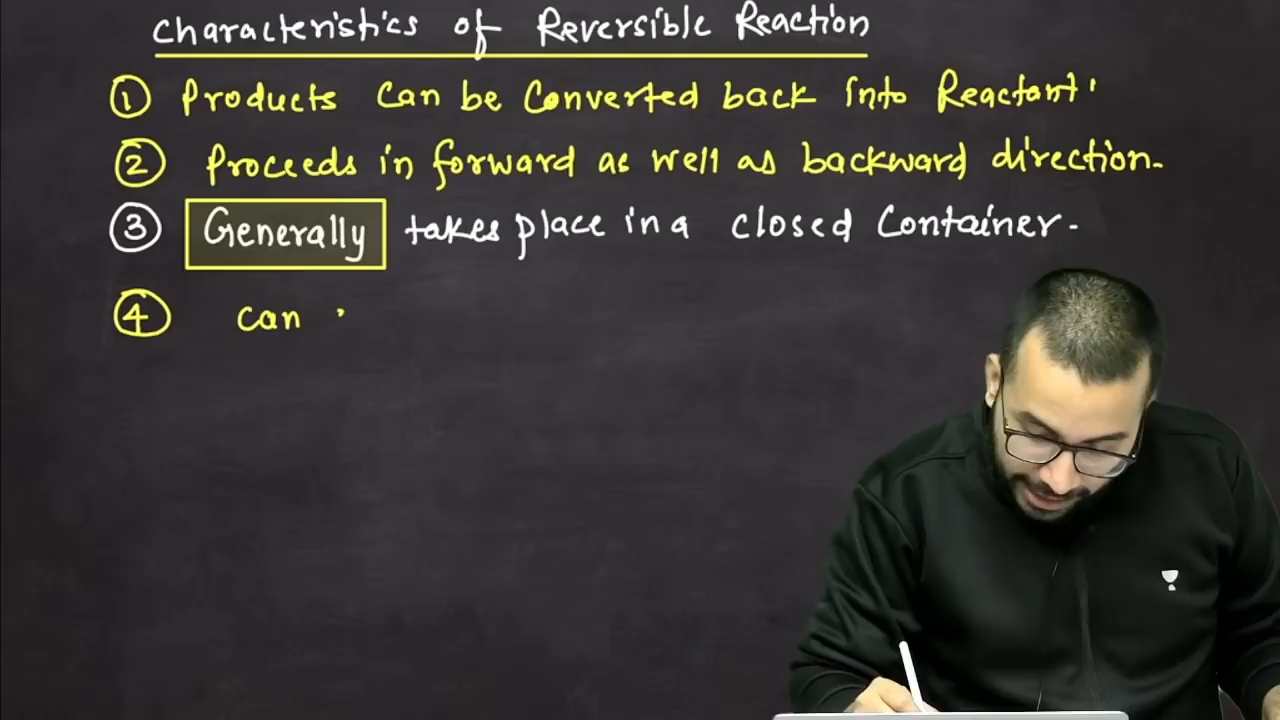 Characteristics of Reversible Reaction
① Products can be Converted back into Reactant.
② Proceeds in forward as well as backward direction.
③ Generally takes place in a closed Container.
④ can